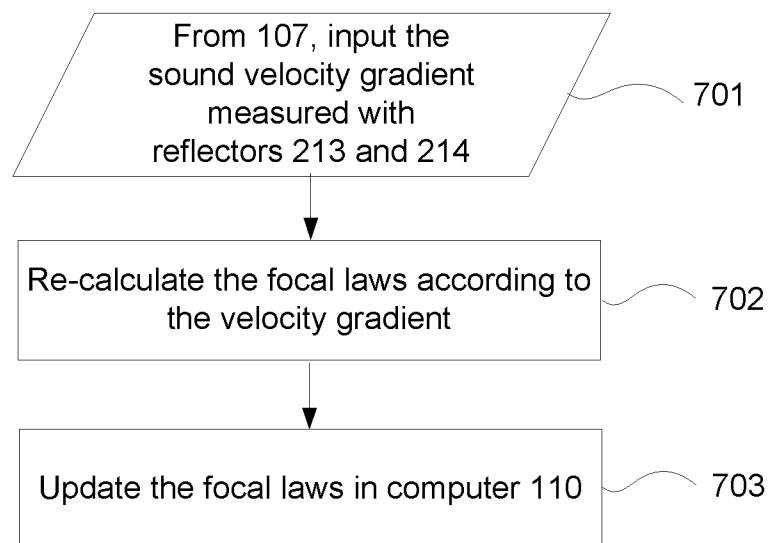 From 107, input the
sound velocity gradient
measured with
reflectors 213 and 214
701
Re-calculate the focal laws according to
the velocity gradient
702
Update the focal laws in computer 110
703